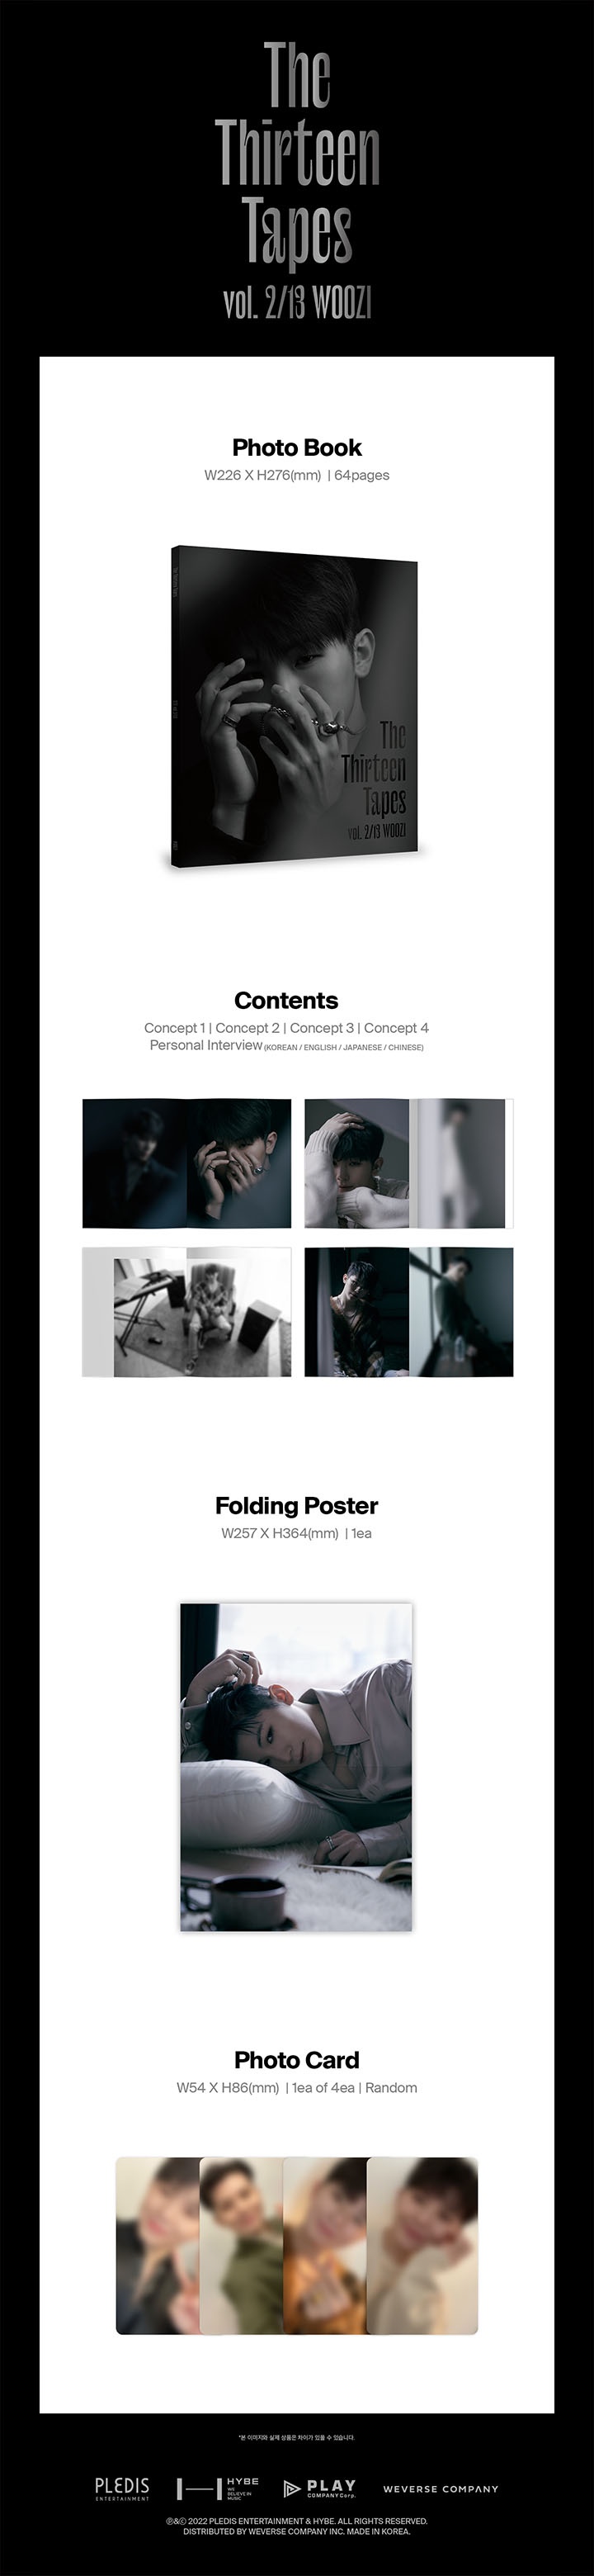 The
Thirteen
Tapes
vol. 2/13 WOOZI
Photo Book
W226 X H276(mm) | 64pages
The
Thirteen
Tapes
vol. 2/13 WOOZI
Contents
Concept 1 | Concept 2 | Concept 3 | Concept 4
Personal Interview (KOREAN / ENGLISH / JAPANESE / CHINESE)
Folding Poster
W257 X H364(mm) | 1ea
Photo Card
W54 X H86(mm) | 1ea of 4ea | Random
*본 이미지와 실제 상품은 차이가 있을 수 있습니다.
PLEDIS
ENTERTAINMENT
HYBE
WE
BELIEVE IN
MUSIC
PLAY
COMPANY Corp.
WEVERSE COMPANY
Ⓟ&© 2022 PLEDIS ENTERTAINMENT & HYBE. ALL RIGHTS RESERVED.
DISTRIBUTED BY WEVERSE COMPANY INC. MADE IN KOREA.